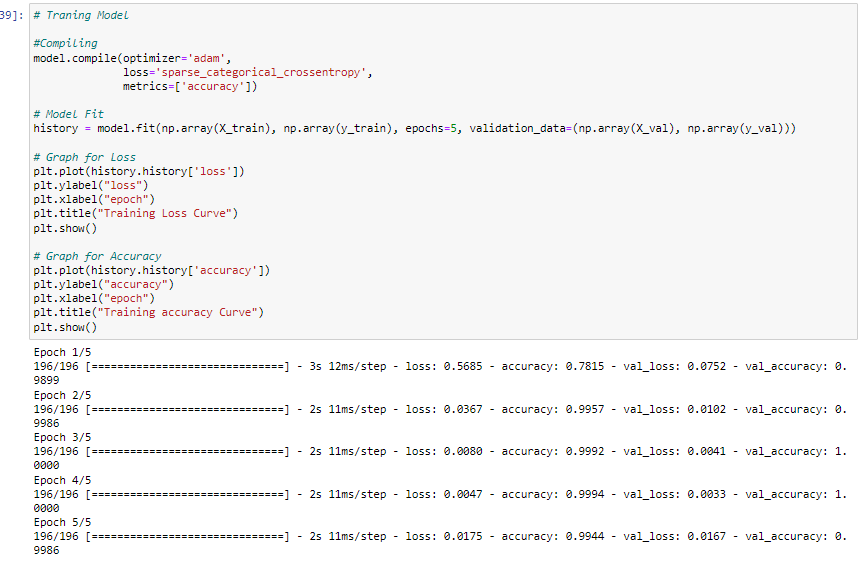 39]: # Traning Model
#Compiling
model.compile(optimizer='adam',
loss='sparse_categorical_crossentropy',
metrics=['accuracy'])
# Model Fit
history = model.fit(np.array(X_train), np.array(y_train), epochs=5, validation_data=(np.array(X_val), np.array(y_val)))
# Graph for Loss
plt.plot(history.history['loss'])
plt.ylabel("loss")
plt.xlabel("epoch")
plt.title("Training Loss Curve")
plt.show()
# Graph for Accuracy
plt.plot(history.history['accuracy'])
plt.ylabel("accuracy")
plt.xlabel("epoch")
plt.title("Training accuracy Curve")
plt.show()
Epoch 1/5
196/196 [==============================] - 3s 12ms/step - loss: 0.5685 - accuracy: 0.7815 - val_loss: 0.0752 - val_accuracy: 0.
9899
Epoch 2/5
196/196 [==============================] - 2s 11ms/step - loss: 0.0367 - accuracy: 0.9957 - val_loss: 0.0102 - val_accuracy: 0.
9986
Epoch 3/5
196/196 [==============================] - 2s 11ms/step - loss: 0.0080 - accuracy: 0.9992 - val_loss: 0.0041 - val_accuracy: 1.
0000
Epoch 4/5
196/196 [==============================] - 2s 11ms/step - loss: 0.0047 - accuracy: 0.9994 - val_loss: 0.0033 - val_accuracy: 1.
0000
Epoch 5/5
196/196 [==============================] - 2s 11ms/step - loss: 0.0175 - accuracy: 0.9944 - val_loss: 0.0167 - val_accuracy: 0.
9986